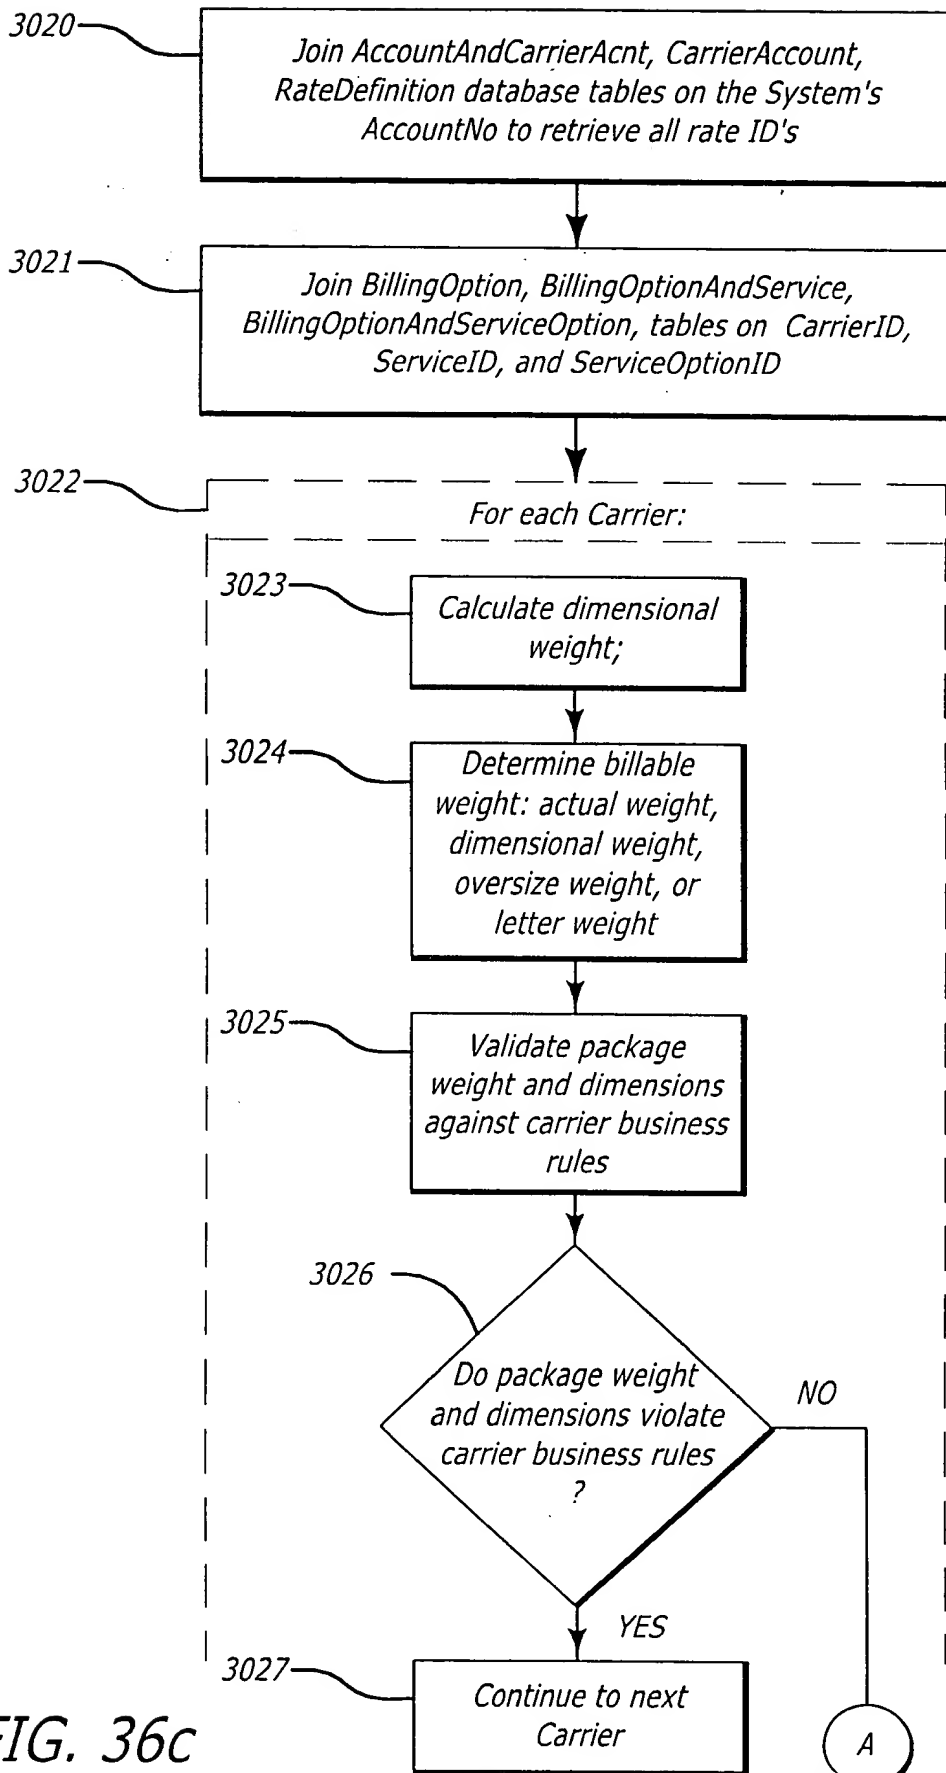 3020
Join AccountAndCarrierAcnt, CarrierAccount,
RateDefinition database tables on the System's
AccountNo to retrieve all rate ID's
3021
Join BillingOption, BillingOptionAndService,
BillingOptionAndServiceOption, tables on CarrierID,
ServiceID, and ServiceOptionID
3022
For each Carrier:
3023
Calculate dimensional
weight;
3024
Determine billable
weight: actual weight,
dimensional weight,
oversize weight, or
letter weight
3025
Validate package
weight and dimensions
against carrier business
rules
3026
Do package weight
and dimensions violate
carrier business rules
?
NO
YES
3027
Continue to next
Carrier
A
FIG. 36c